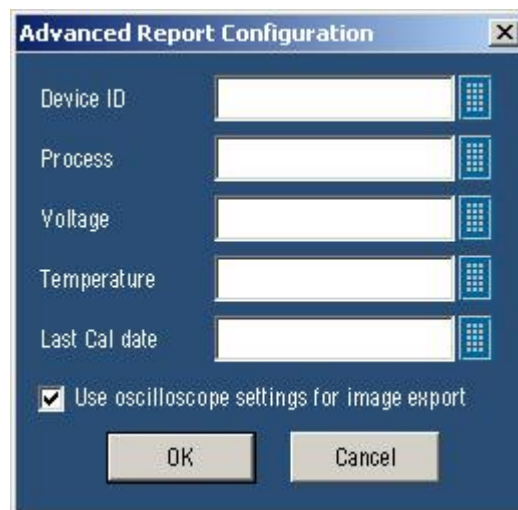 Advanced Report Configuration
Device ID
Process
Voltage
Temperature
Last Cal date
Use oscilloscope settings for image export
OK Cancel